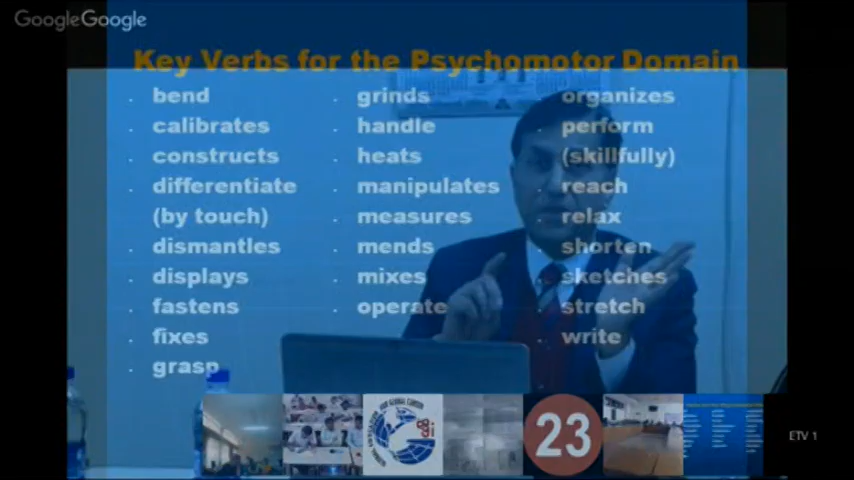 GoogleGoogle
Key Verbs for the Psychomotor Domain
bend
calibrates
constructs
differentiate
(by touch)
dismantles
displays
fastens
fixes
grasp
grinds
handle
heats
manipulates
measures
mends
mixes
operate
organizes
perform
(skillfully)
reach
relax
shorten
sketches
stretch
write
23
ETV 1